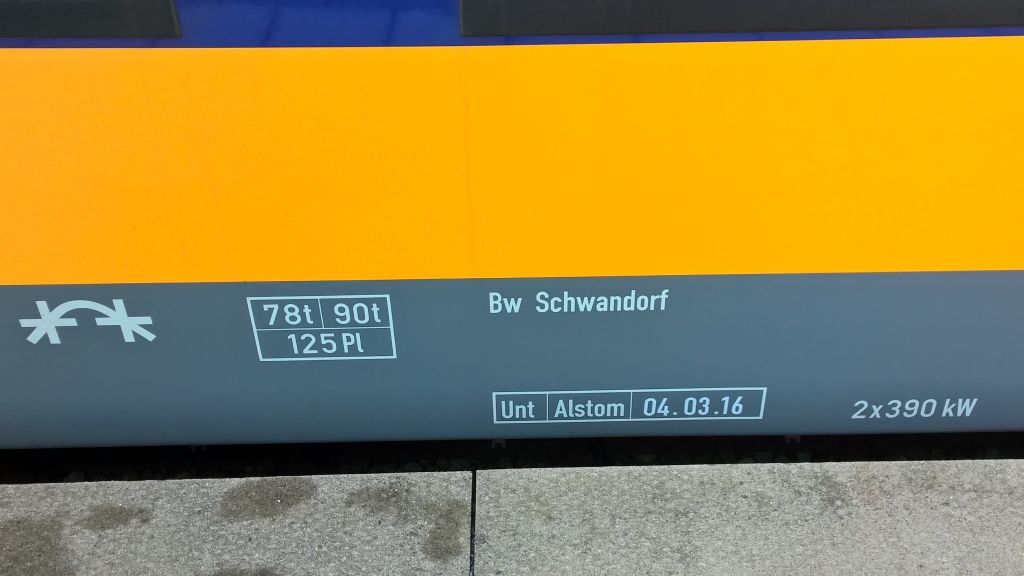 78t 90t
125 Pl
Bw Schwandorf
Unt Alstom 04.03.16
2x390 kW